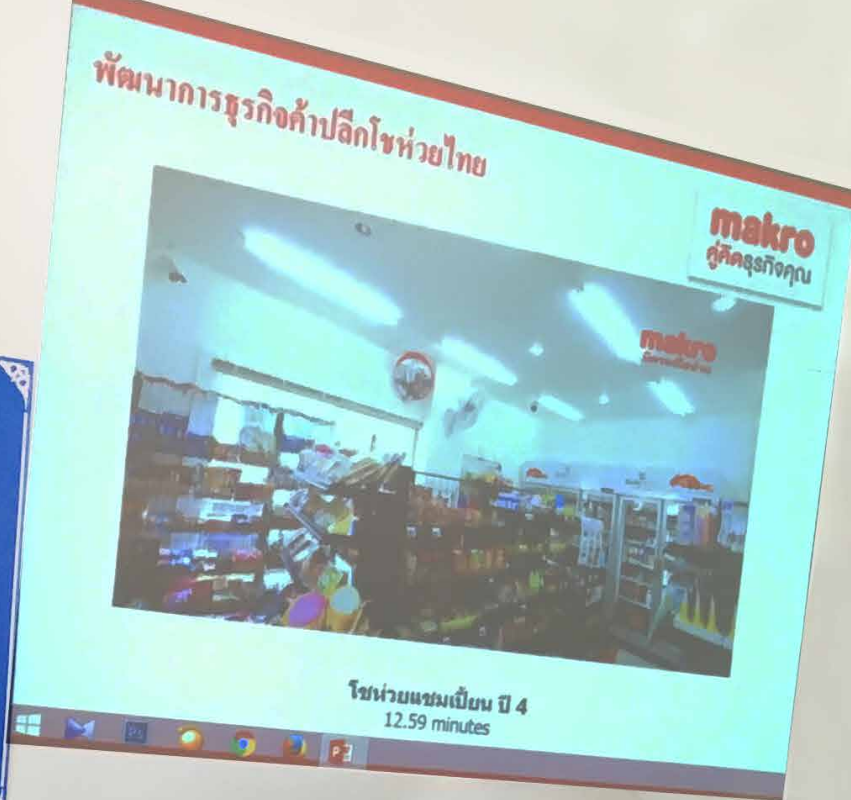 พัฒนาการธุรกิจค้าปลีกโชห่วยไทย
makro
คู่คิดธุรกิจคุณ
makro
โชห่วยแชมเปี้ยน ปี 4
12.59 minutes